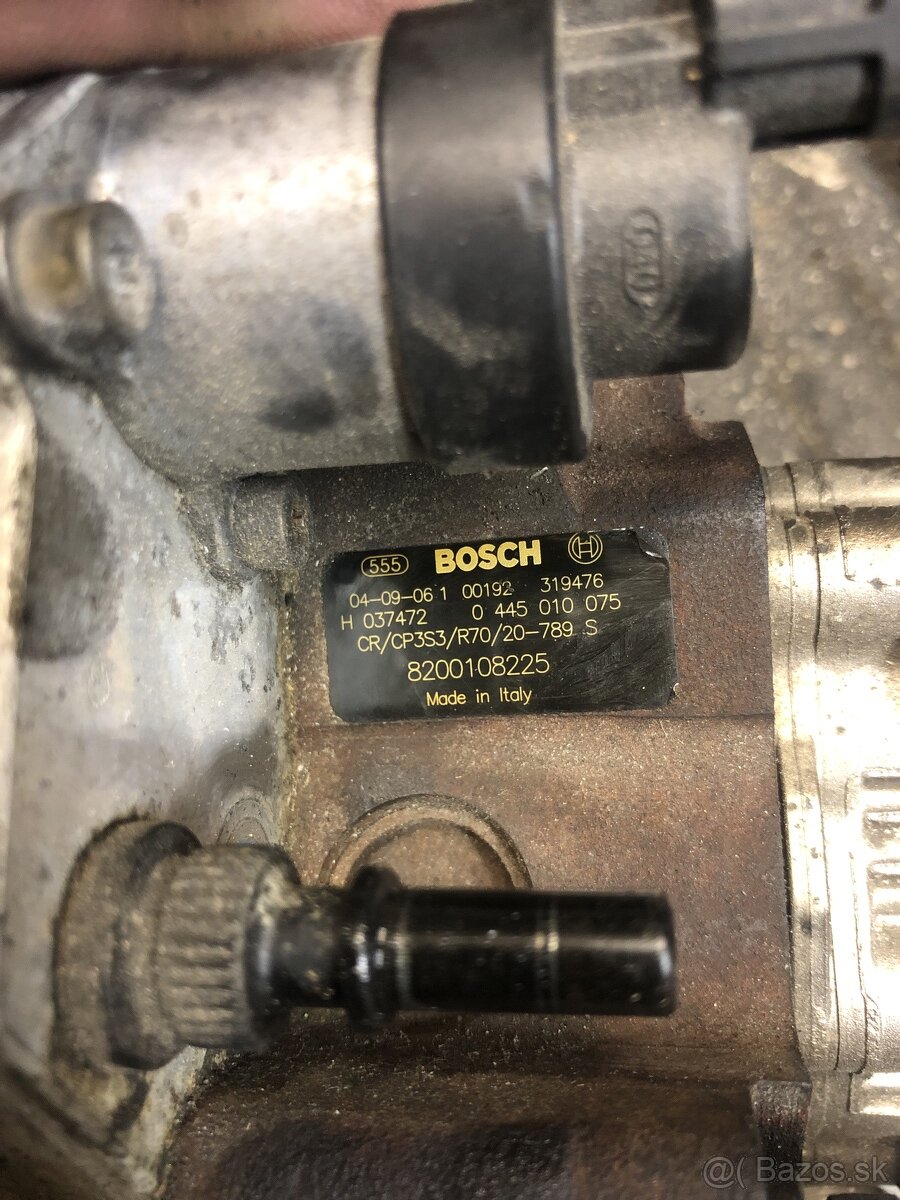 555 BOSCH
04-09-06 1 00192 319476
H 037472 0 445 010 075
CR/CP3S3/R70/20-789 S
8200108225
Made in Italy
@( Bazos.sk